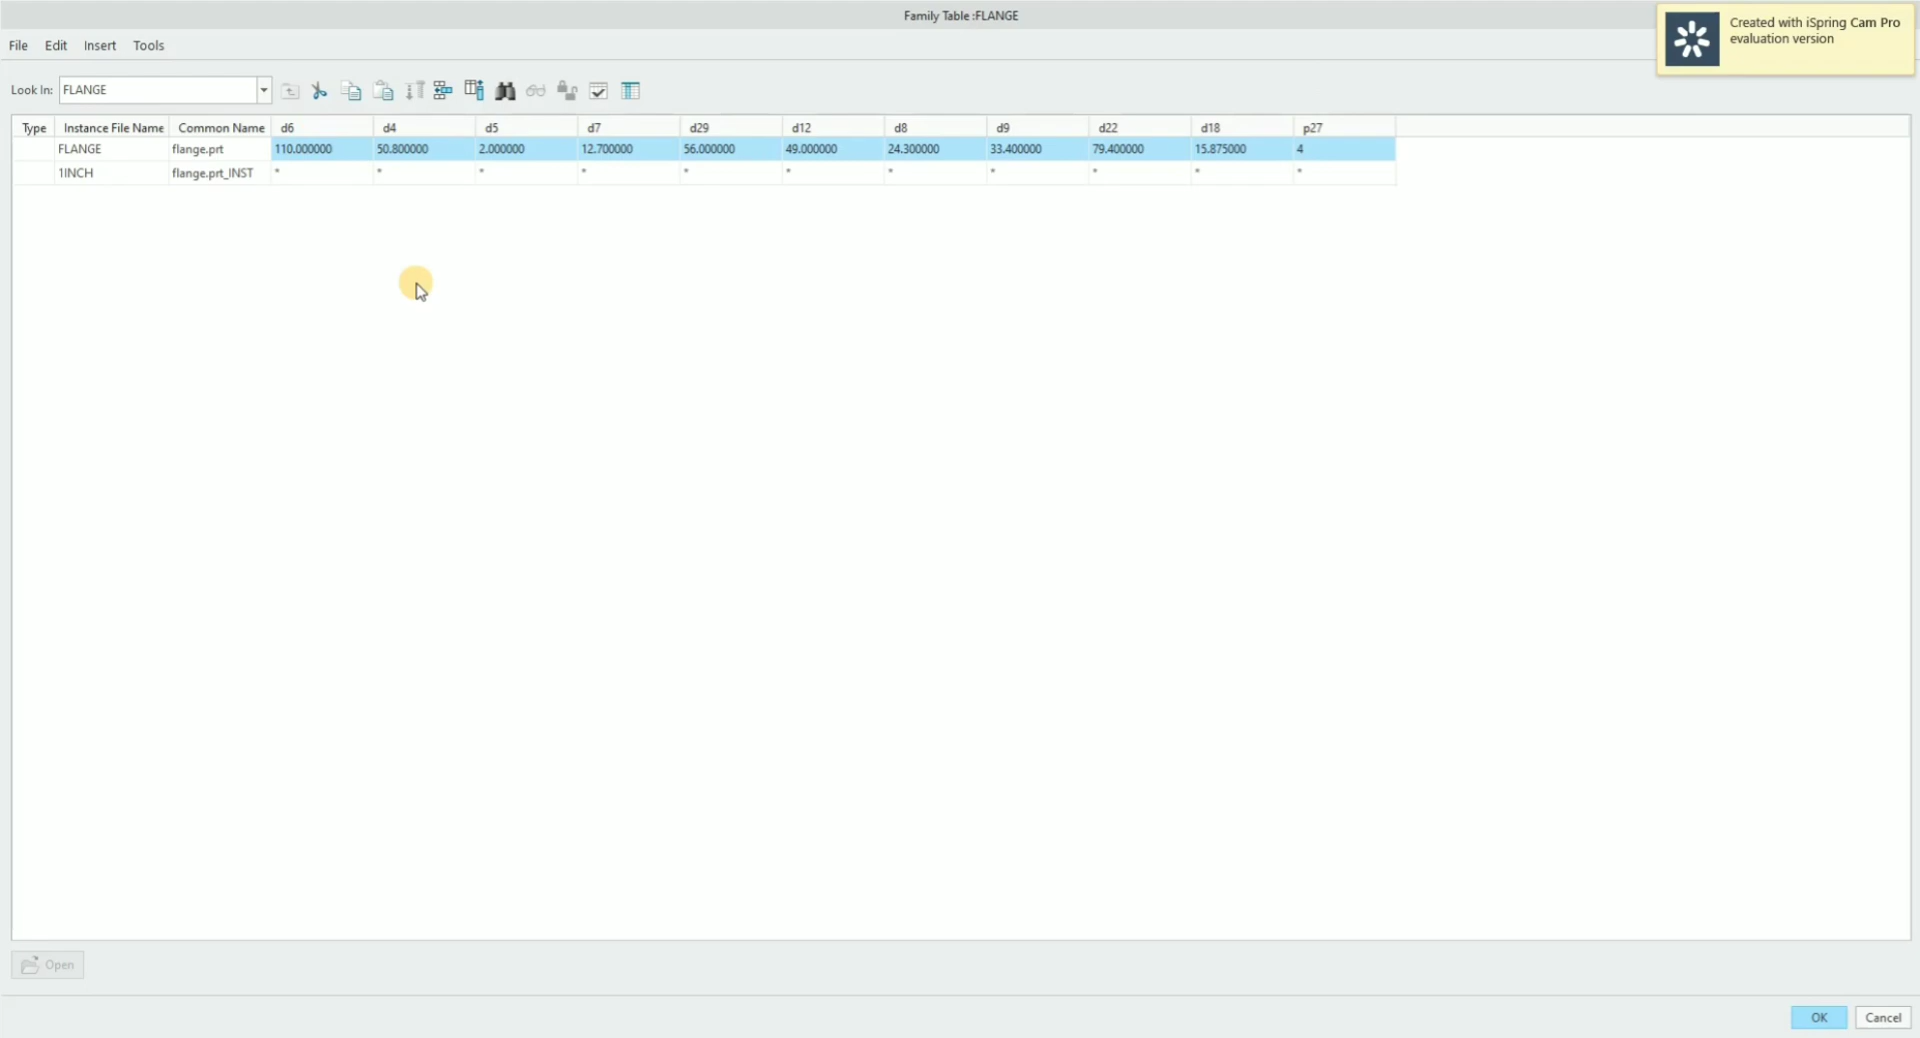 Family Table :FLANGE
Created with iSpring Cam Pro
evaluation version
File Edit Insert Tools
Look In: FLANGE
Type Instance File Name Common Name d6 d4 d5 d7 d29 d12 d8 d9 d22 d18 p27
FLANGE flange.prt 110.000000 50.800000 2.000000 12.700000 56.000000 49.000000 24.300000 33.400000 79.400000 15.875000 4
1INCH flange.prt_INST * * * * * * * * * * *
Open
OK Cancel